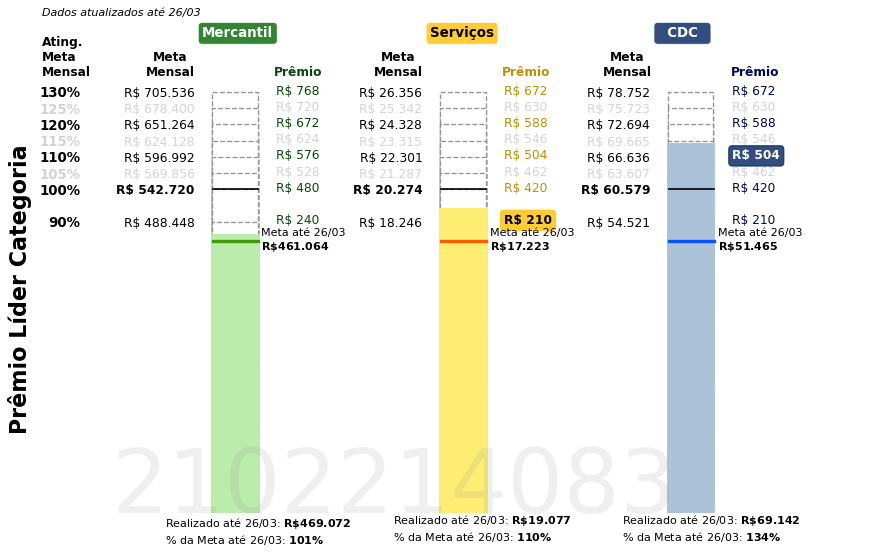 Dados atualizados até 26/03
Mercantil Serviços CDC
Ating.
Meta
Mensal
Meta
Mensal
Prêmio
Meta
Mensal
Prêmio
Meta
Mensal
Prêmio
130% R$ 705.536 R$ 768 R$ 26.356 R$ 672 R$ 78.752 R$ 672
125% R$ 678.400 R$ 720 R$ 25.342 R$ 630 R$ 75.723 R$ 630
120% R$ 651.264 R$ 672 R$ 24.328 R$ 588 R$ 72.694 R$ 588
115% R$ 624.128 R$ 624 R$ 23.315 R$ 546 R$ 69.665 R$ 546
110% R$ 596.992 R$ 576 R$ 22.301 R$ 504 R$ 66.636 R$ 504
105% R$ 569.856 R$ 528 R$ 21.287 R$ 462 R$ 63.607 R$ 462
100% R$ 542.720 R$ 480 R$ 20.274 R$ 420 R$ 60.579 R$ 420
90% R$ 488.448 R$ 240 R$ 18.246 R$ 210 R$ 54.521 R$ 210
Meta até 26/03 Meta até 26/03 Meta até 26/03
R$461.064 R$17.223 R$51.465
Prêmio Líder Categoria
2102214083
Realizado até 26/03: R$469.072
% da Meta até 26/03: 101%
Realizado até 26/03: R$19.077
% da Meta até 26/03: 110%
Realizado até 26/03: R$69.142
% da Meta até 26/03: 134%